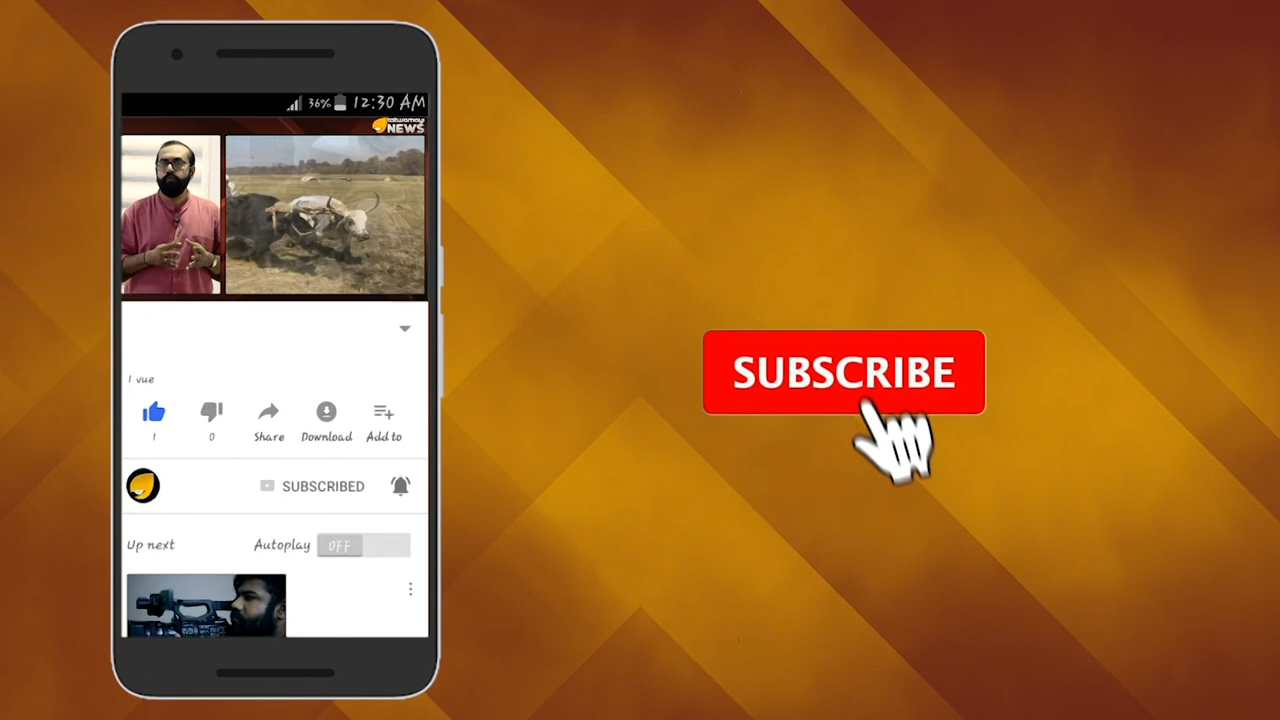 36% 12:30 AM
tatwamayi
NEWS
1 vue
1
0
Share
Download
Add to
SUBSCRIBED
Up next
Autoplay
OFF
SUBSCRIBE